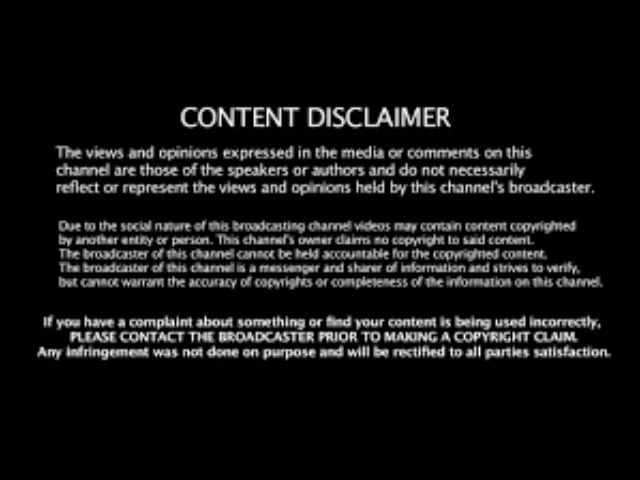 CONTENT DISCLAIMER
The views and opinions expressed in the media or comments on this
channel are those of the speakers or authors and do not necessarily
reflect or represent the views and opinions held by this channel's broadcaster.
Due to the social nature of this broadcasting channel videos may contain content copyrighted
by another entity or person. This channel's owner claims no copyright to said content.
The broadcaster of this channel cannot be held accountable for the copyrighted content.
The broadcaster of this channel is a messenger and sharer of information and strives to verify,
but cannot warrant the accuracy of copyrights or completeness of the information on this channel.
If you have a complaint about something or find your content is being used incorrectly,
PLEASE CONTACT THE BROADCASTER PRIOR TO MAKING A COPYRIGHT CLAIM.
Any infringement was not done on purpose and will be rectified to all parties satisfaction.